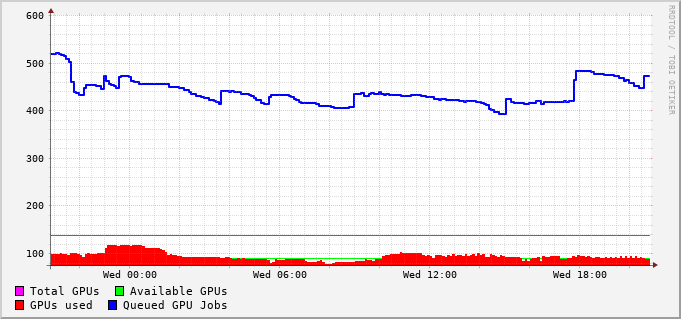 600
500
400
300
200
100
Wed 00:00 Wed 06:00 Wed 12:00 Wed 18:00
Total GPUs Available GPUs
GPUs used Queued GPU Jobs
RRDTOOL / TOBI OETIKER